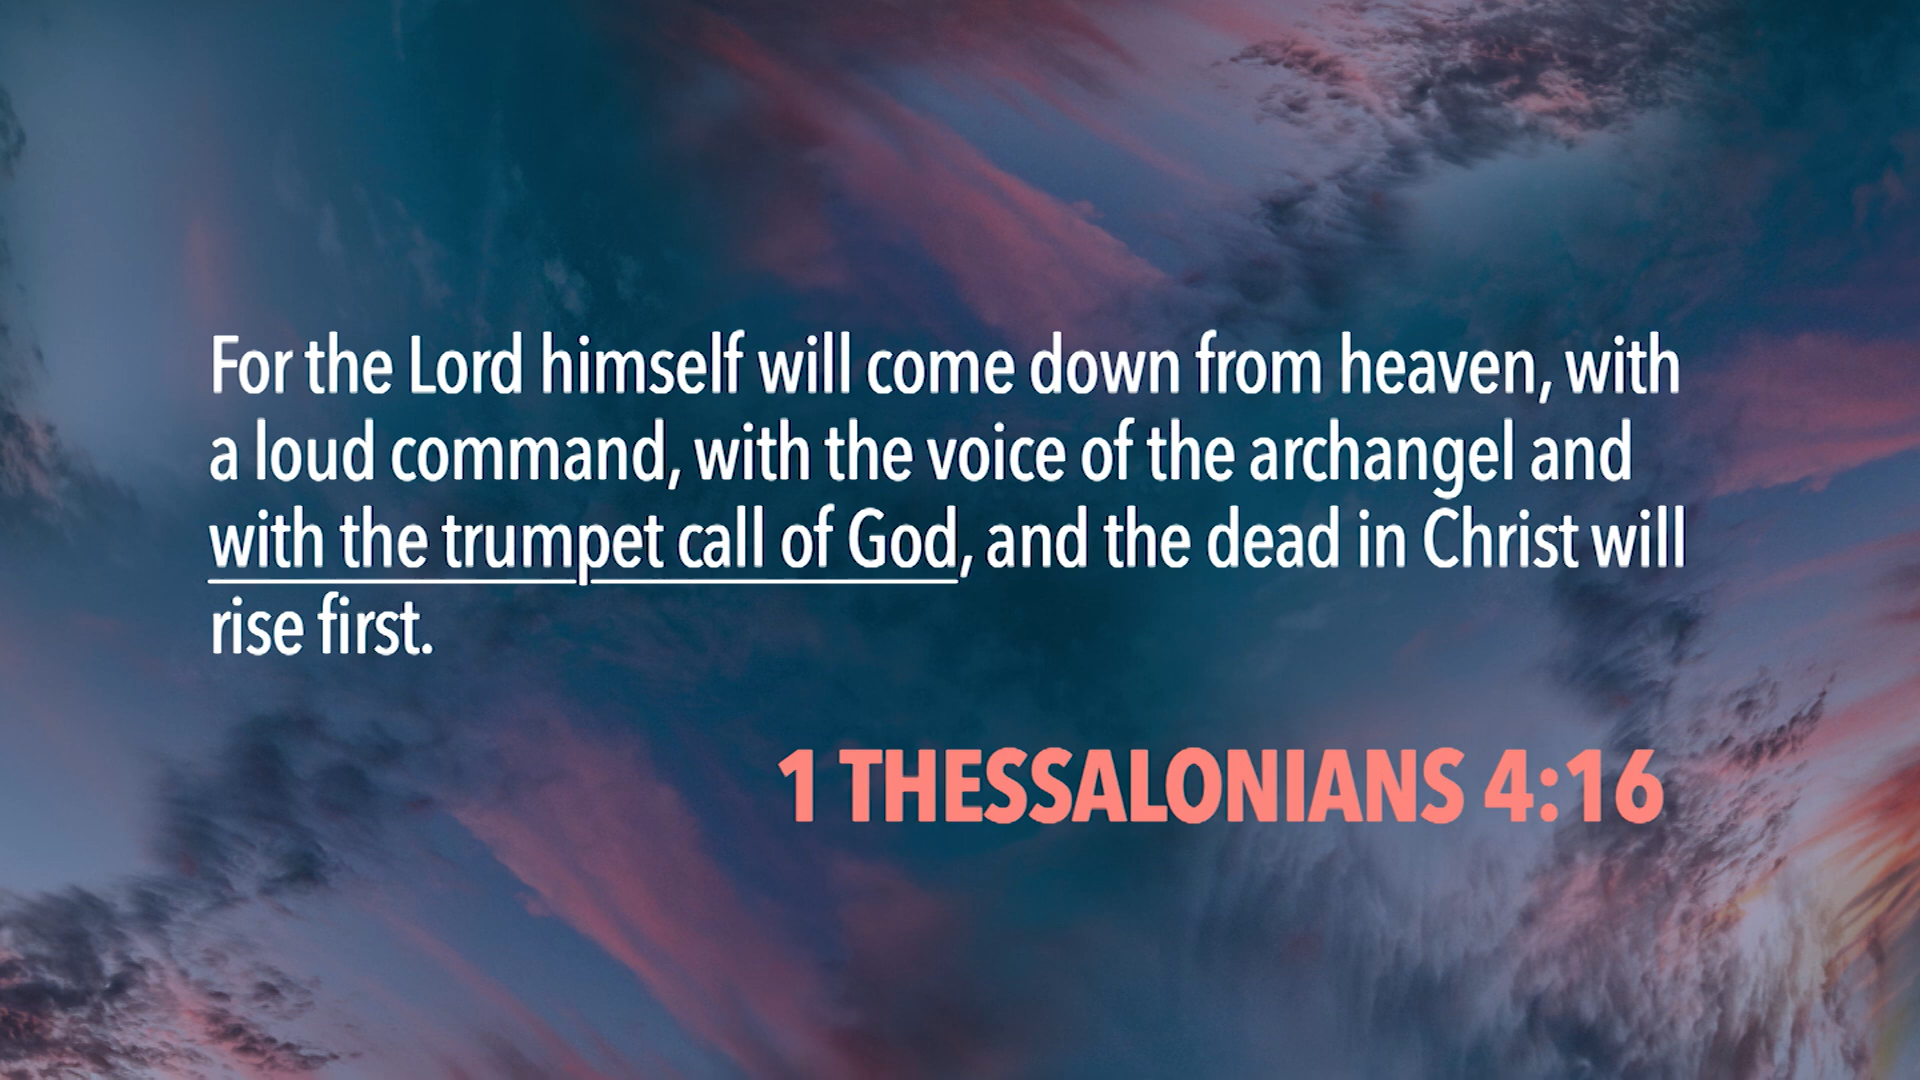 For the Lord himself will come down from heaven, with
a loud command, with the voice of the archangel and
with the trumpet call of God, and the dead in Christ will
rise first.
1 THESSALONIANS 4:16